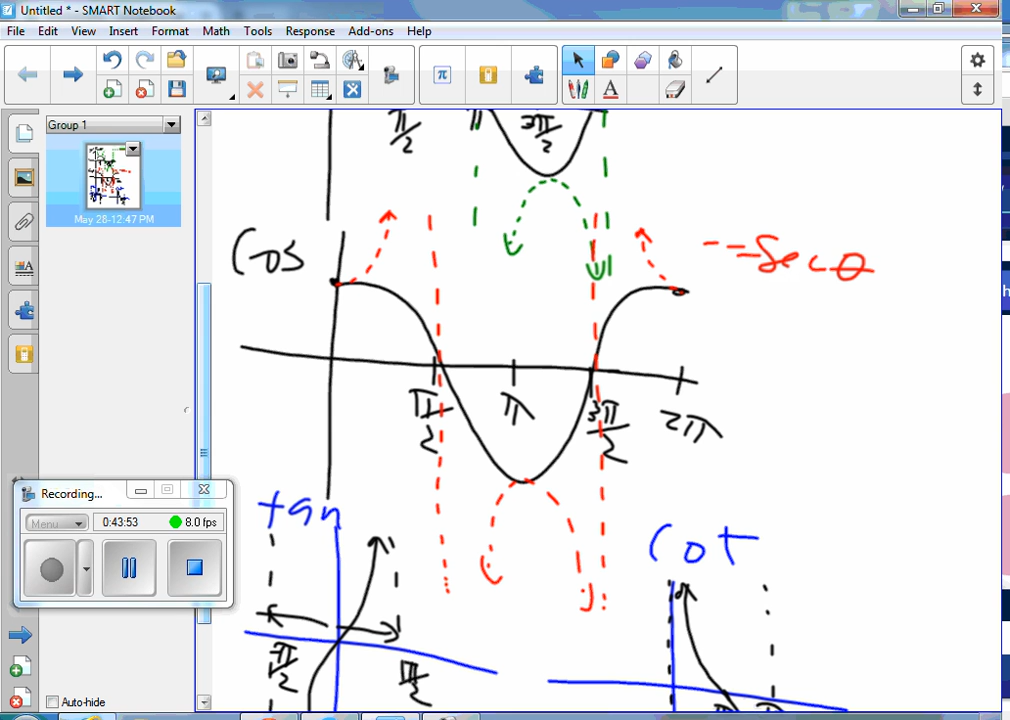 Untitled * - SMART Notebook
File Edit View Insert Format Math Tools Response Add-ons Help
Group 1
May 28-12:47 PM
π/2 π 3π/2
Cos
--=Sec θ
π/2 π 3π/2 2π
Recording...
Menu
0:43:53 8.0 fps
tan
Cot
-π/2 π/2
Auto-hide